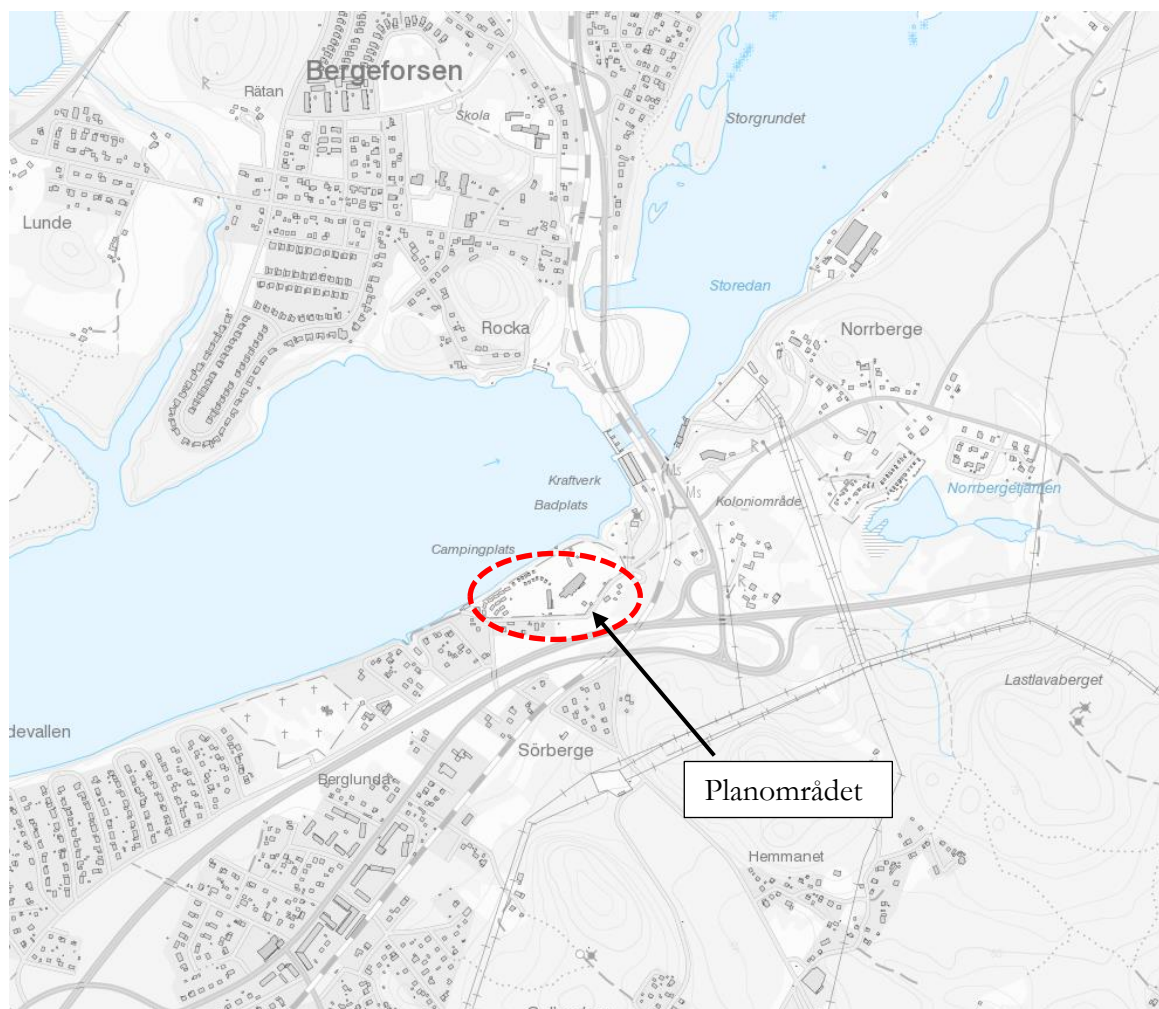 Bergeforsen
Rätan
Skola
Storgrundet
Lunde
Storedan
Rocka
Norrberge
Kraftverk
Ms
Ms
Koloniområde
Norrbergetjärnen
Badplats
Campingplats
Lastlavaberget
devallen
Sörberge
Berglunda
Planområdet
Hemmanet